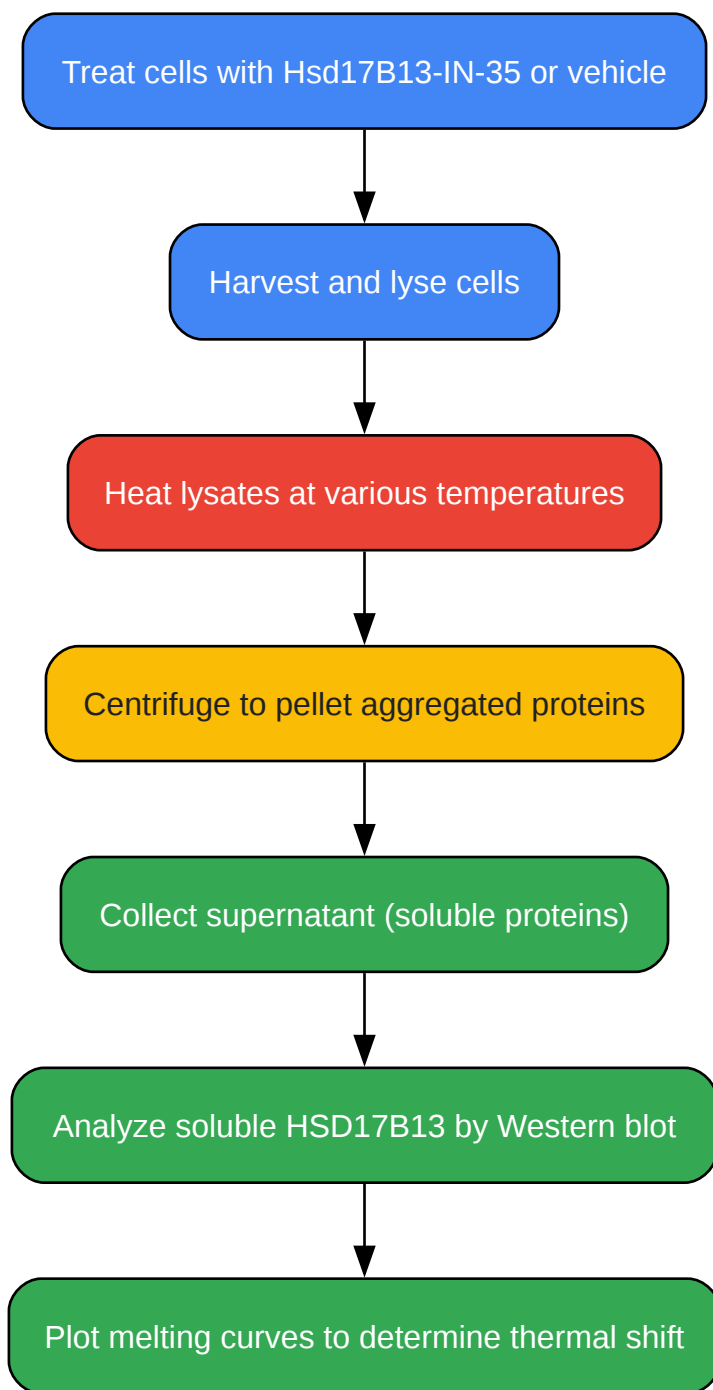 Treat cells with Hsd17B13-IN-35 or vehicle
Harvest and lyse cells
Heat lysates at various temperatures
Centrifuge to pellet aggregated proteins
Collect supernatant (soluble proteins)
Analyze soluble HSD17B13 by Western blot
Plot melting curves to determine thermal shift